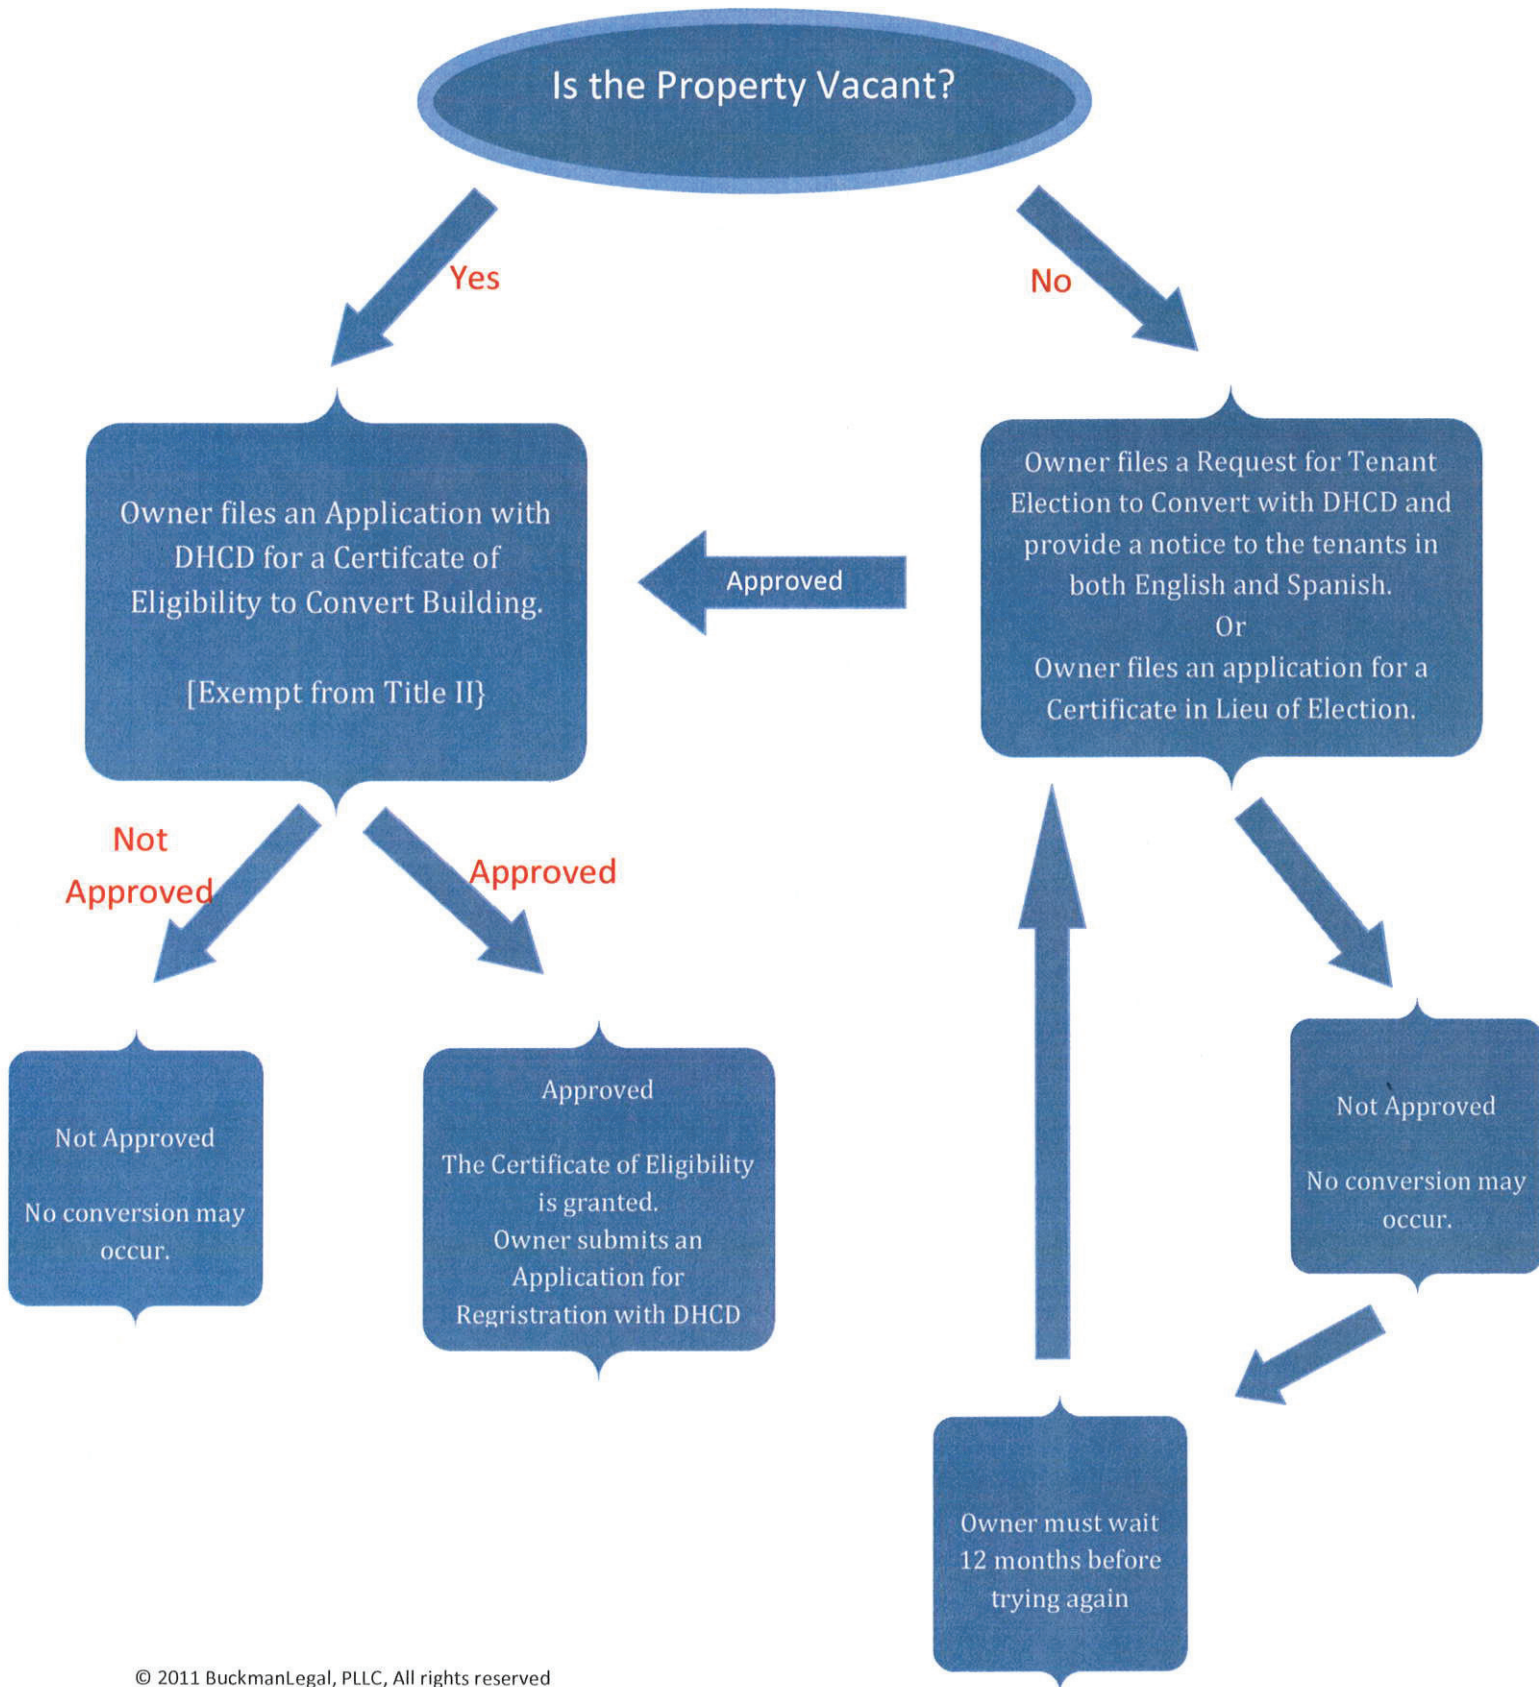 Is the Property Vacant?
Yes
No
Owner files an Application with
DHCD for a Certifcate of
Eligibility to Convert Building.
[Exempt from Title II}
Approved
Owner files a Request for Tenant
Election to Convert with DHCD and
provide a notice to the tenants in
both English and Spanish.
Or
Owner files an application for a
Certificate in Lieu of Election.
Not
Approved
Approved
Not Approved
No conversion may
occur.
Approved
The Certificate of Eligibility
is granted.
Owner submits an
Application for
Regristration with DHCD
Not Approved
No conversion may
occur.
Owner must wait
12 months before
trying again
© 2011 BuckmanLegal, PLLC, All rights reserved